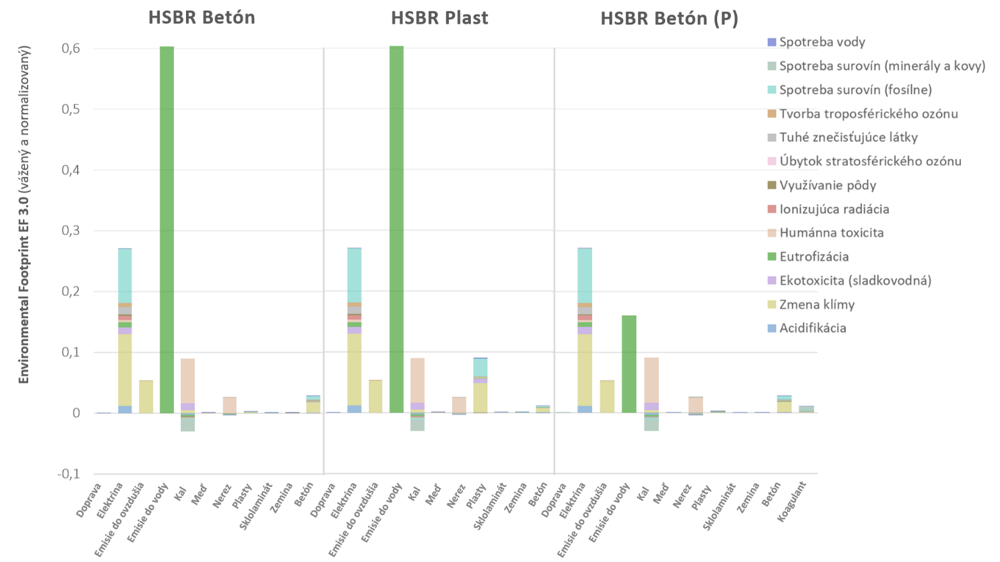 HSBR Betón
HSBR Plast
HSBR Betón (P)
Environmental Footprint EF 3.0 (vážený a normalizovaný)
0,6
0,5
0,4
0,3
0,2
0,1
0
-0,1
Spotreba vody
Spotreba surovín (minerály a kovy)
Spotreba surovín (fosílne)
Tvorba troposférického ozónu
Tuhé znečisťujúce látky
Úbytok stratosférického ozónu
Využívanie pôdy
Ionizujúca radiácia
Humánna toxicita
Eutrofizácia
Ekotoxicita (sladkovodná)
Zmena klímy
Acidifikácia
Doprava
Elektrina
Emisie do ovzdušia
Emisie do vody
Kal
Meď
Nerez
Plasty
Sklolaminát
Zemina
Betón
Doprava
Elektrina
Emisie do ovzdušia
Emisie do vody
Kal
Meď
Nerez
Plasty
Sklolaminát
Zemina
Betón
Doprava
Elektrina
Emisie do ovzdušia
Emisie do vody
Kal
Meď
Nerez
Plasty
Sklolaminát
Zemina
Betón
Koagulant